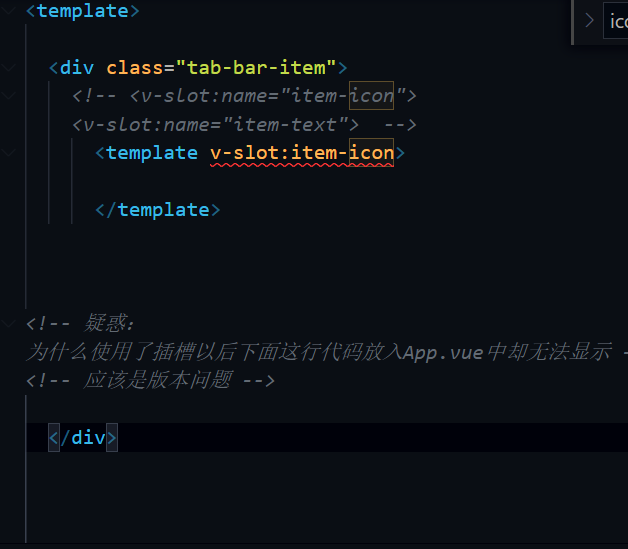 <template>
ico
<div class="tab-bar-item">
<!-- <v-slot:name="item-icon">
<v-slot:name="item-text">  -->
<template v-slot:item-icon>
</template>
<!-- 疑惑：
为什么使用了插槽以后下面这行代码放入App.vue中却无法显示 -
<!-- 应该是版本问题 -->
</div>